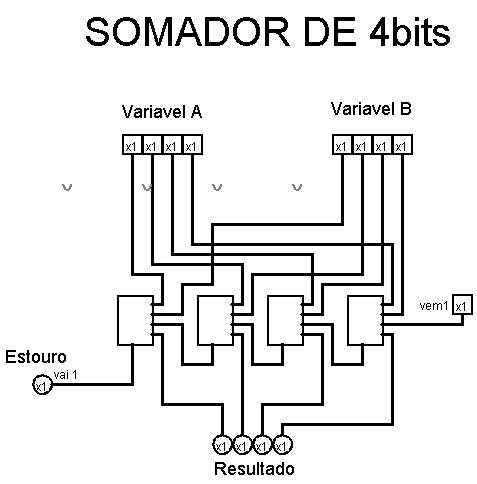 SOMADOR DE 4bits
Variavel A
Variavel B
x1 x1 x1 x1
x1 x1 x1 x1
vem1 x1
Estouro
x1 vai 1
x1 x1 x1 x1
Resultado